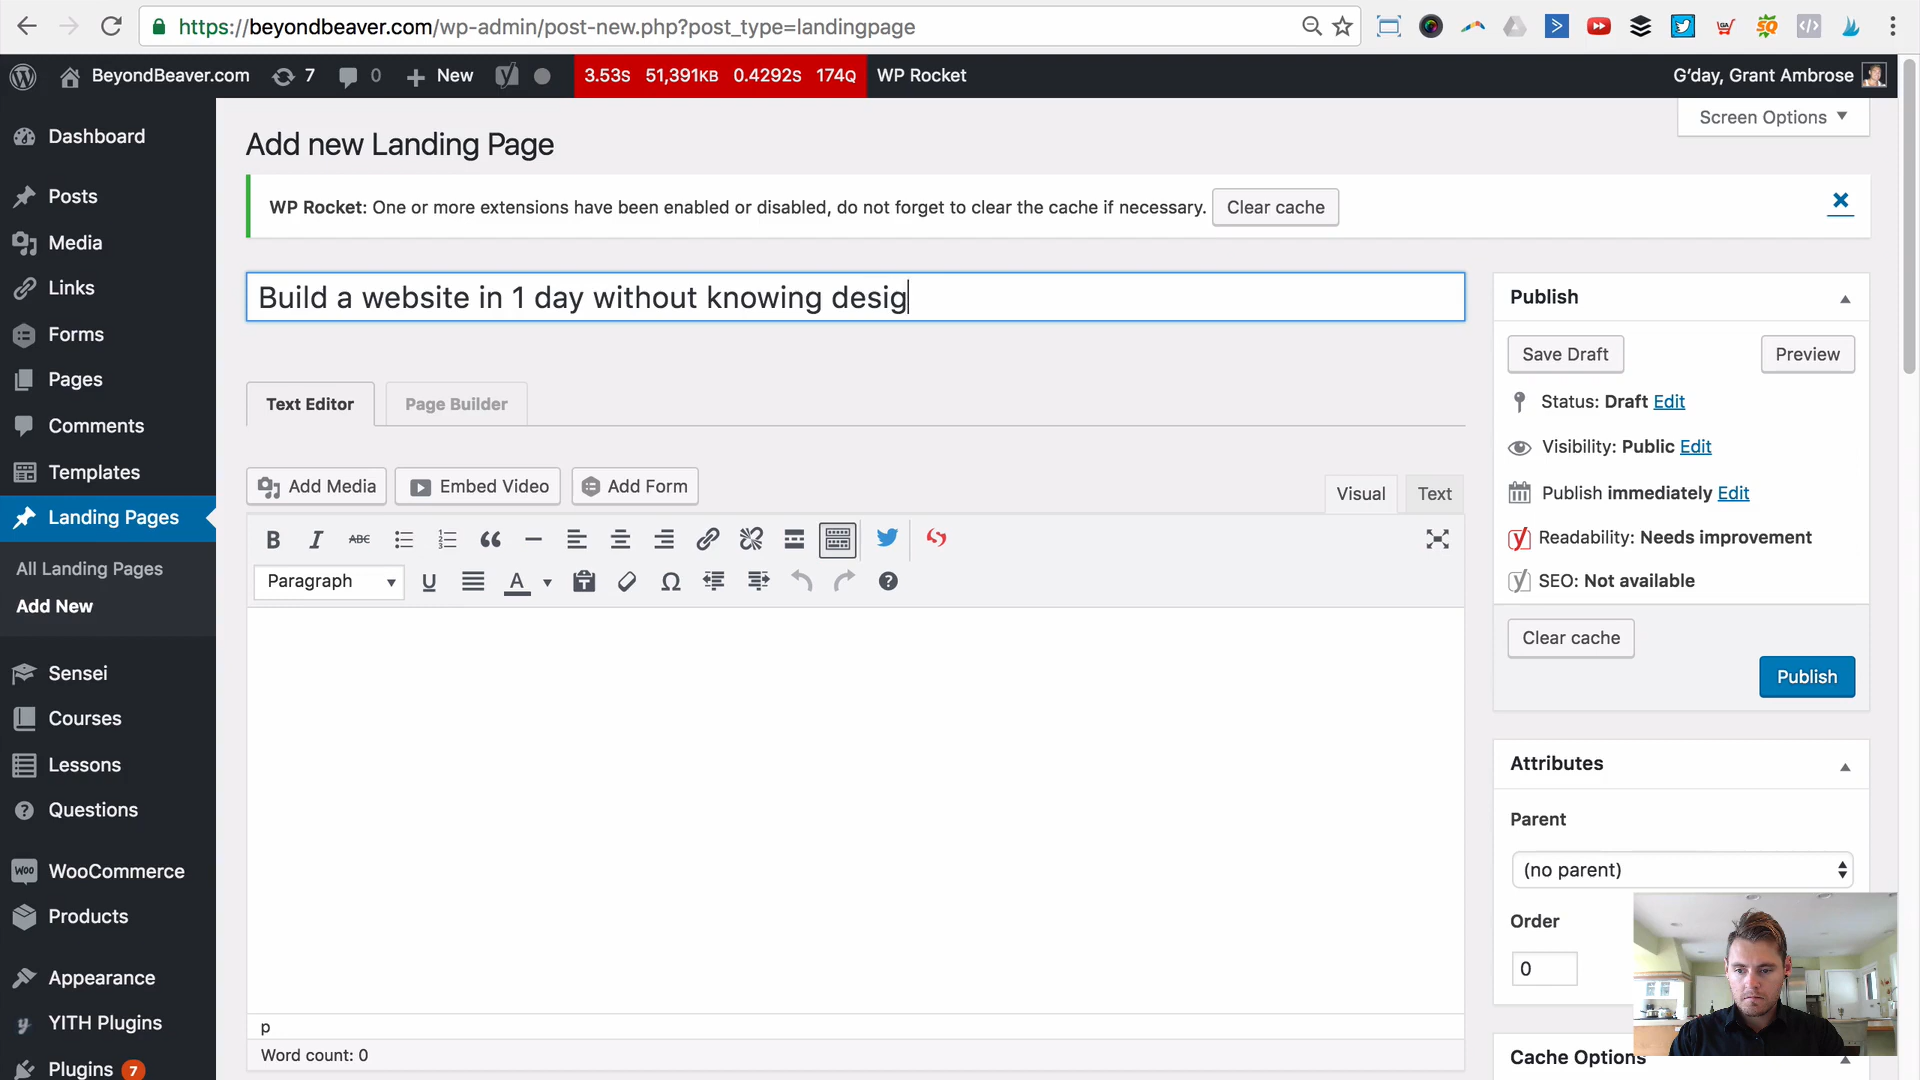 https://beyondbeaver.com/wp-admin/post-new.php?post_type=landingpage
BeyondBeaver.com 7 0 New 3.53S 51,391KB 0.4292S 174Q WP Rocket G'day, Grant Ambrose
Screen Options
Dashboard
Posts
Media
Links
Forms
Pages
Comments
Templates
Landing Pages
All Landing Pages
Add New
Sensei
Courses
Lessons
Questions
WOO WooCommerce
Products
Appearance
YITH Plugins
Plugins 7
Add new Landing Page
WP Rocket: One or more extensions have been enabled or disabled, do not forget to clear the cache if necessary. Clear cache
Build a website in 1 day without knowing desig
Text Editor Page Builder
Add Media Embed Video Add Form Visual Text
B I ABC
Paragraph U A Ω
p
Word count: 0
Publish
Save Draft Preview
Status: Draft Edit
Visibility: Public Edit
Publish immediately Edit
Readability: Needs improvement
SEO: Not available
Clear cache
Publish
Attributes
Parent
(no parent)
Order
0
Cache Options